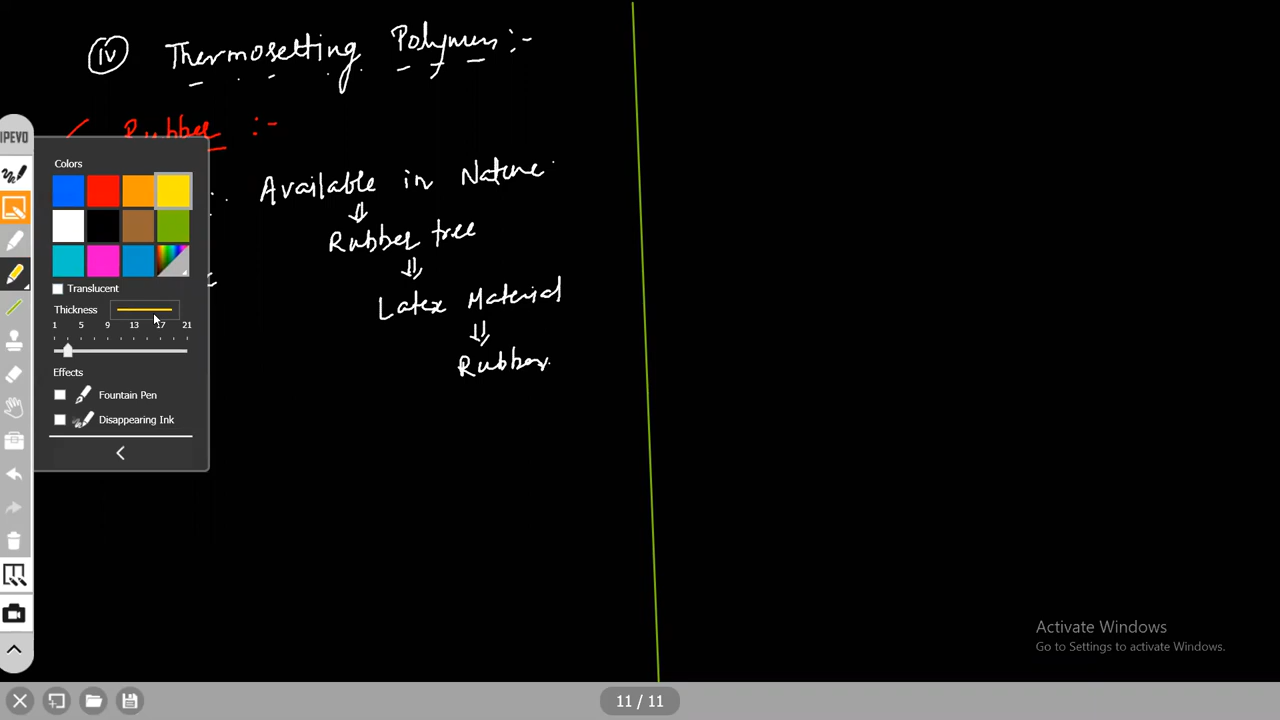 iv Thermosetting Polymers :-
Rubber :-
Available in Nature
⇓
Rubber tree
⇓
Latex Material
⇓
Rubber
IPEVO
Colors
Translucent
Thickness
1 5 9 13 17 21
Effects
Fountain Pen
Disappearing Ink
Activate Windows
Go to Settings to activate Windows.
11 / 11